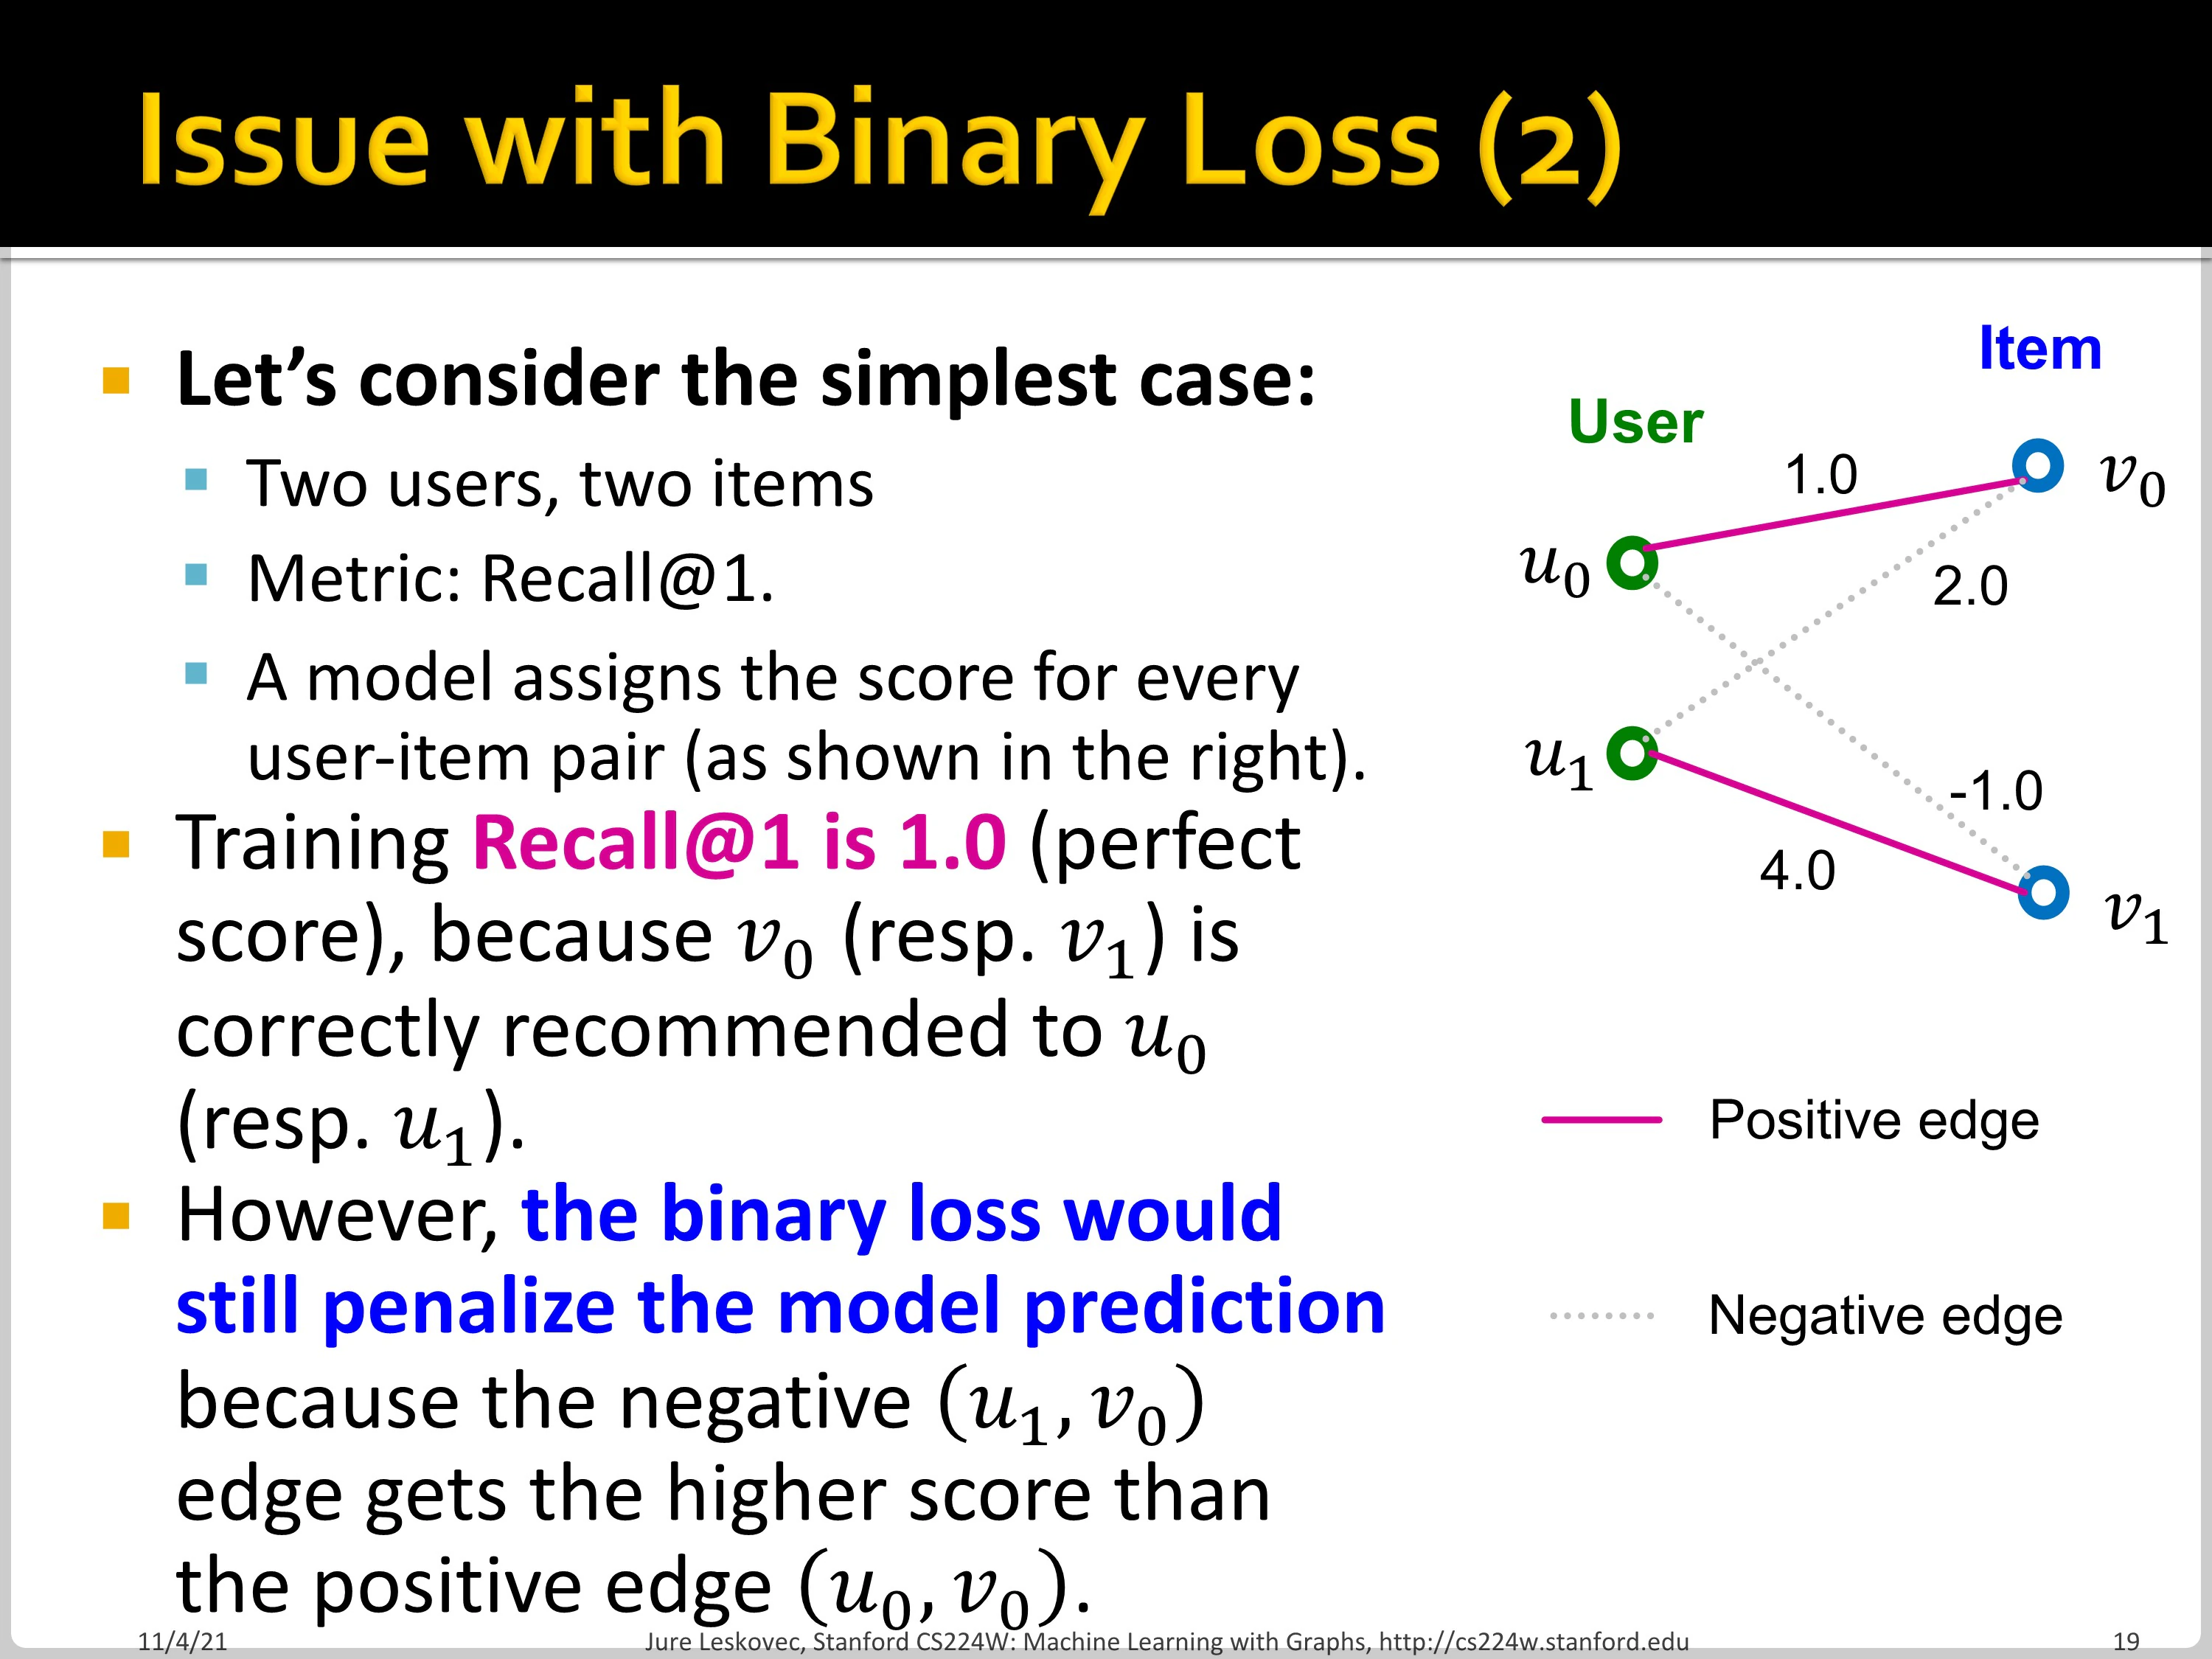 Issue with Binary Loss (2)
Let’s consider the simplest case:
Two users, two items
Metric: Recall@1.
A model assigns the score for every
user-item pair (as shown in the right).
Training Recall@1 is 1.0 (perfect
score), because v₀ (resp. v₁) is
correctly recommended to u₀
(resp. u₁).
However, the binary loss would
still penalize the model prediction
because the negative (u₁, v₀)
edge gets the higher score than
the positive edge (u₀, v₀).
Item
User
1.0
v₀
u₀
2.0
u₁
-1.0
4.0
v₁
Positive edge
Negative edge
11/4/21
Jure Leskovec, Stanford CS224W: Machine Learning with Graphs, http://cs224w.stanford.edu
19